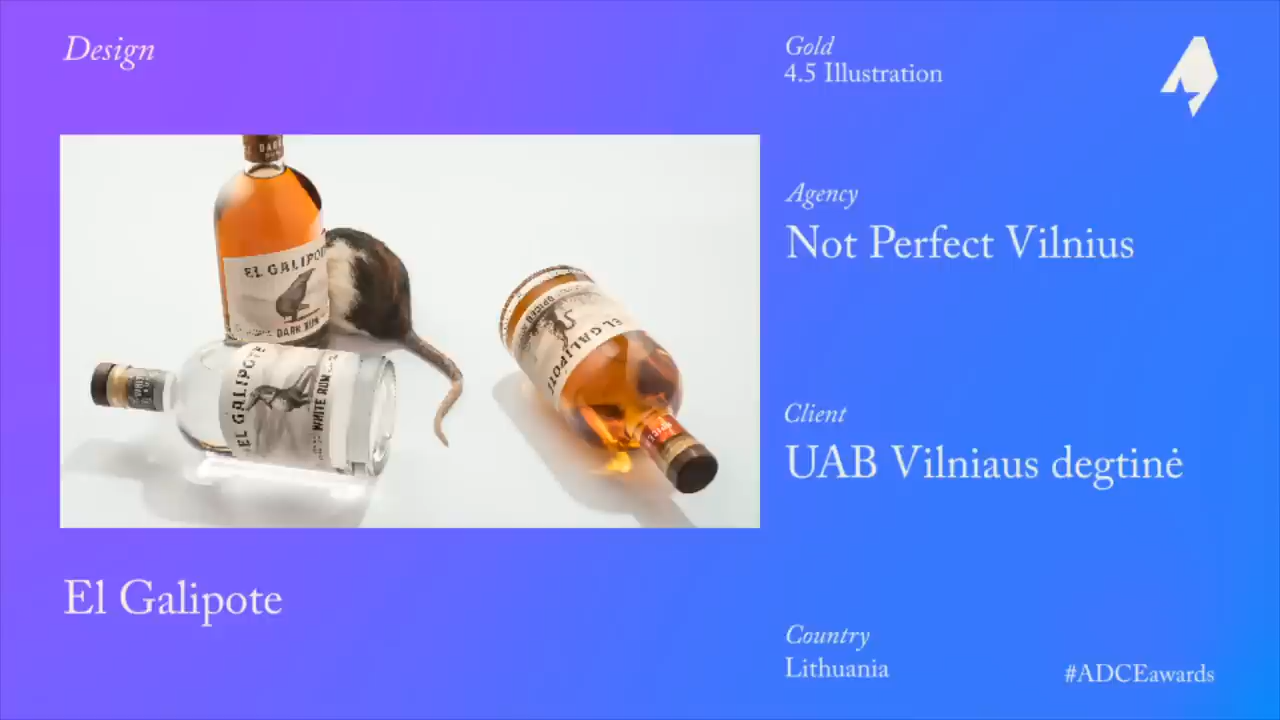 Design
Gold
4.5 Illustration
Agency
Not Perfect Vilnius
EL GALIPOTE
DARK RUM
EL GALIPOTE
WHITE RUM
EL GALIPOTE
SPICED
Client
UAB Vilniaus degtinė
El Galipote
Country
Lithuania
#ADCEawards